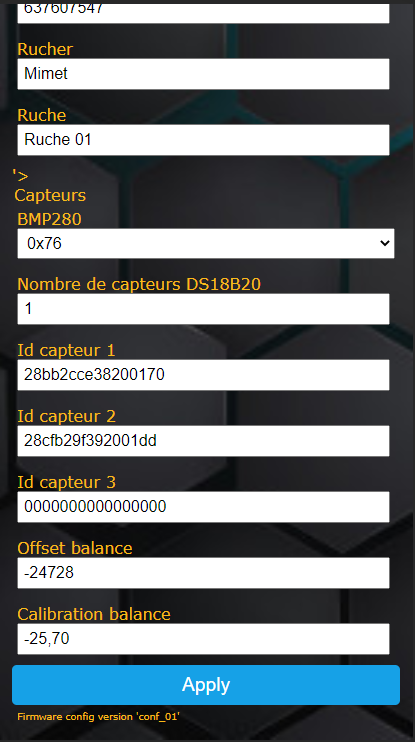 637607547
Rucher
Mimet
Ruche
Ruche 01
'>
Capteurs
BMP280
0x76
Nombre de capteurs DS18B20
1
Id capteur 1
28bb2cce38200170
Id capteur 2
28cfb29f392001dd
Id capteur 3
0000000000000000
Offset balance
-24728
Calibration balance
-25,70
Apply
Firmware config version 'conf_01'